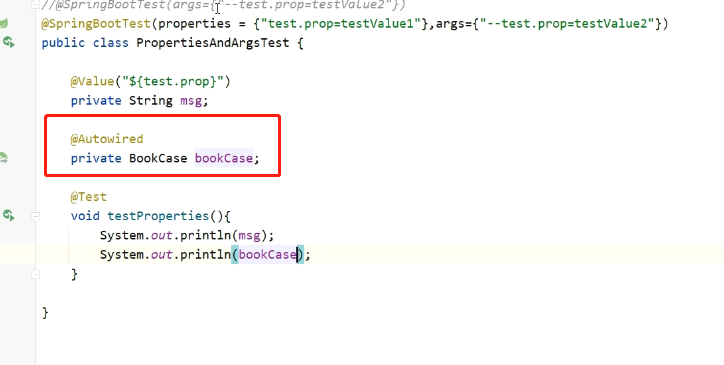 //@SpringBootTest(args={"--test.prop=testValue2"})
@SpringBootTest(properties = {"test.prop=testValue1"},args={"--test.prop=testValue2"})
public class PropertiesAndArgsTest {
@Value("${test.prop}")
private String msg;
@Autowired
private BookCase bookCase;
@Test
void testProperties(){
System.out.println(msg);
System.out.println(bookCase);
}
}